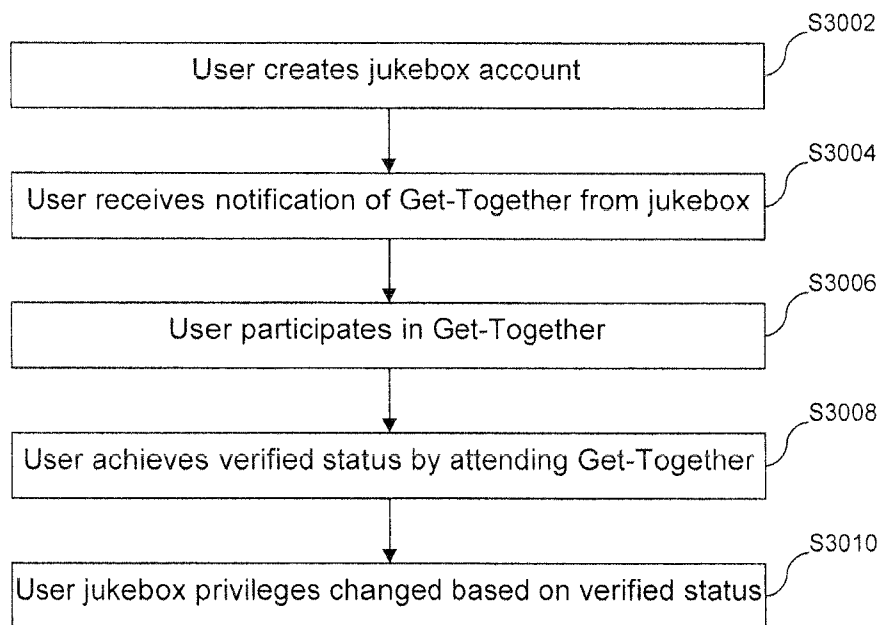 S3002
User creates jukebox account
S3004
User receives notification of Get-Together from jukebox
S3006
User participates in Get-Together
S3008
User achieves verified status by attending Get-Together
S3010
User jukebox privileges changed based on verified status